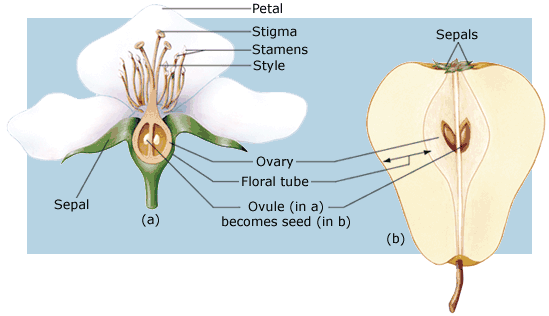 Petal
Stigma
Stamens
Style
Sepals
Ovary
Floral tube
Sepal
Ovule (in a)
becomes seed (in b)
(a)
(b)